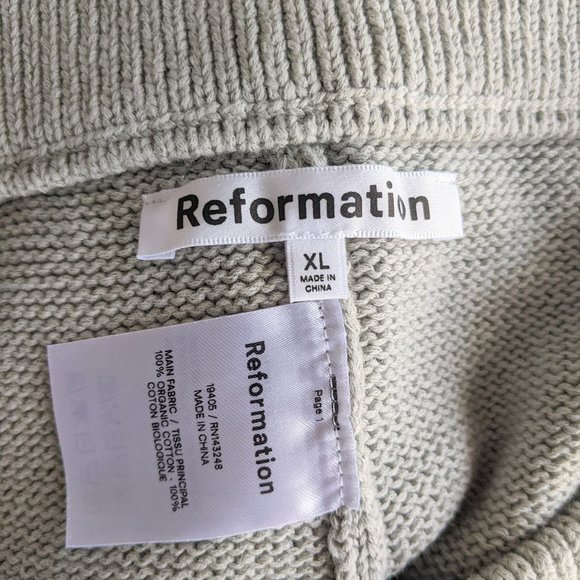 Reformation
XL
MADE IN
CHINA
Page 1
Reformation
19405 / RN143248
MADE IN CHINA
MAIN FABRIC / TISSU PRINCIPAL
100% ORGANIC COTTON · 100%
COTON BIOLOGIQUE